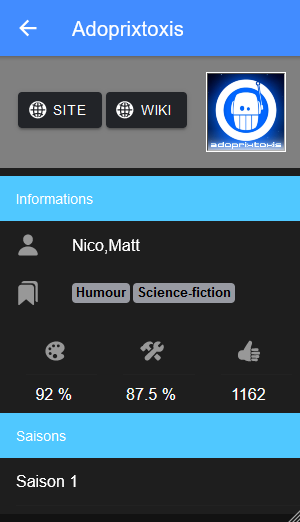 Adoprixtoxis
SITE
WIKI
adoprixtoxis
Informations
Nico,Matt
Humour Science-fiction
92 % 87.5 % 1162
Saisons
Saison 1